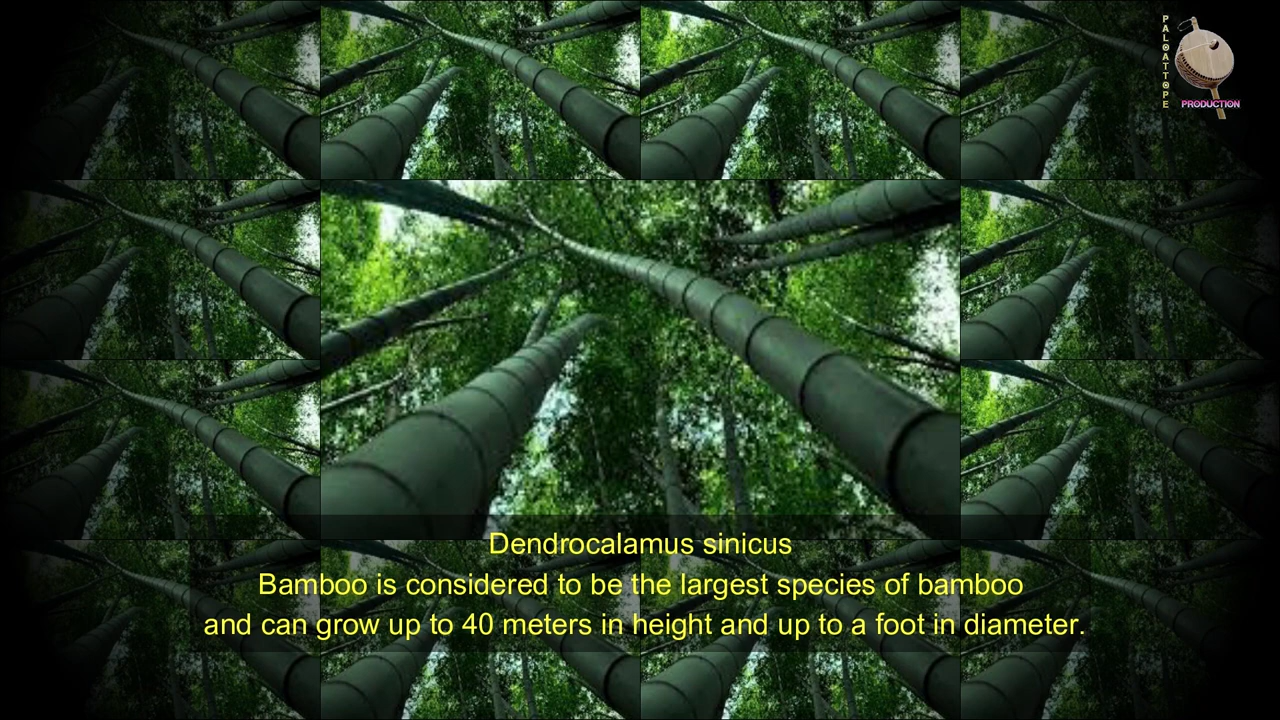 PALOATTOPE
PRODUCTION
Dendrocalamus sinicus
Bamboo is considered to be the largest species of bamboo
and can grow up to 40 meters in height and up to a foot in diameter.